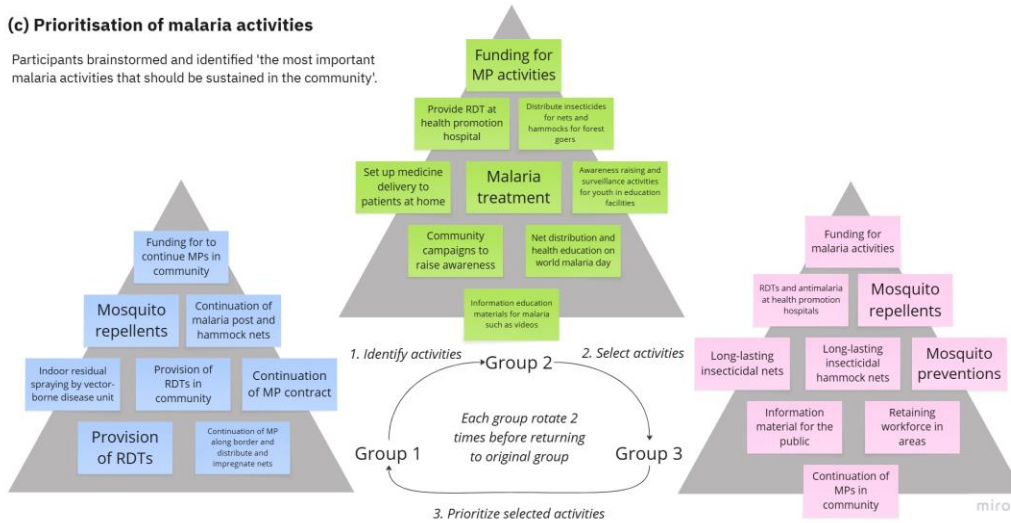 (c) Prioritisation of malaria activities
Participants brainstormed and identified 'the most important
malaria activities that should be sustained in the community'.
Funding for
MP activities
Provide RDT at
health promotion
hospital
Distribute insecticides
for nets and
hammocks for forest
goers
Set up medicine
delivery to
patients at home
Malaria
treatment
Awareness raising and
surveillance activities
for youth in education
facilities
Community
campaigns to
raise awareness
Net distribution and
health education on
world malaria day
Information education
materials for malaria
such as videos
Funding for to
continue MPs in
community
Mosquito
repellents
Continuation of
malaria post and
hammock nets
Indoor residual
spraying by vector-
borne disease unit
Provision of
RDTs in
community
Continuation
of MP contract
Provision
of RDTs
Continuation of MP
along border and
distribute and
impregnate nets
Funding for
malaria activities
RDTs and antimalaria
at health promotion
hospitals
Mosquito
repellents
Long-lasting
insecticidal nets
Long-lasting
insecticidal
hammock nets
Mosquito
preventions
Information
material for the
public
Retaining
workforce in
areas
Continuation of
MPs in
community
1. Identify activities
Group 2
2. Select activities
Each group rotate 2
times before returning
to original group
Group 1
Group 3
3. Prioritize selected activities
miro